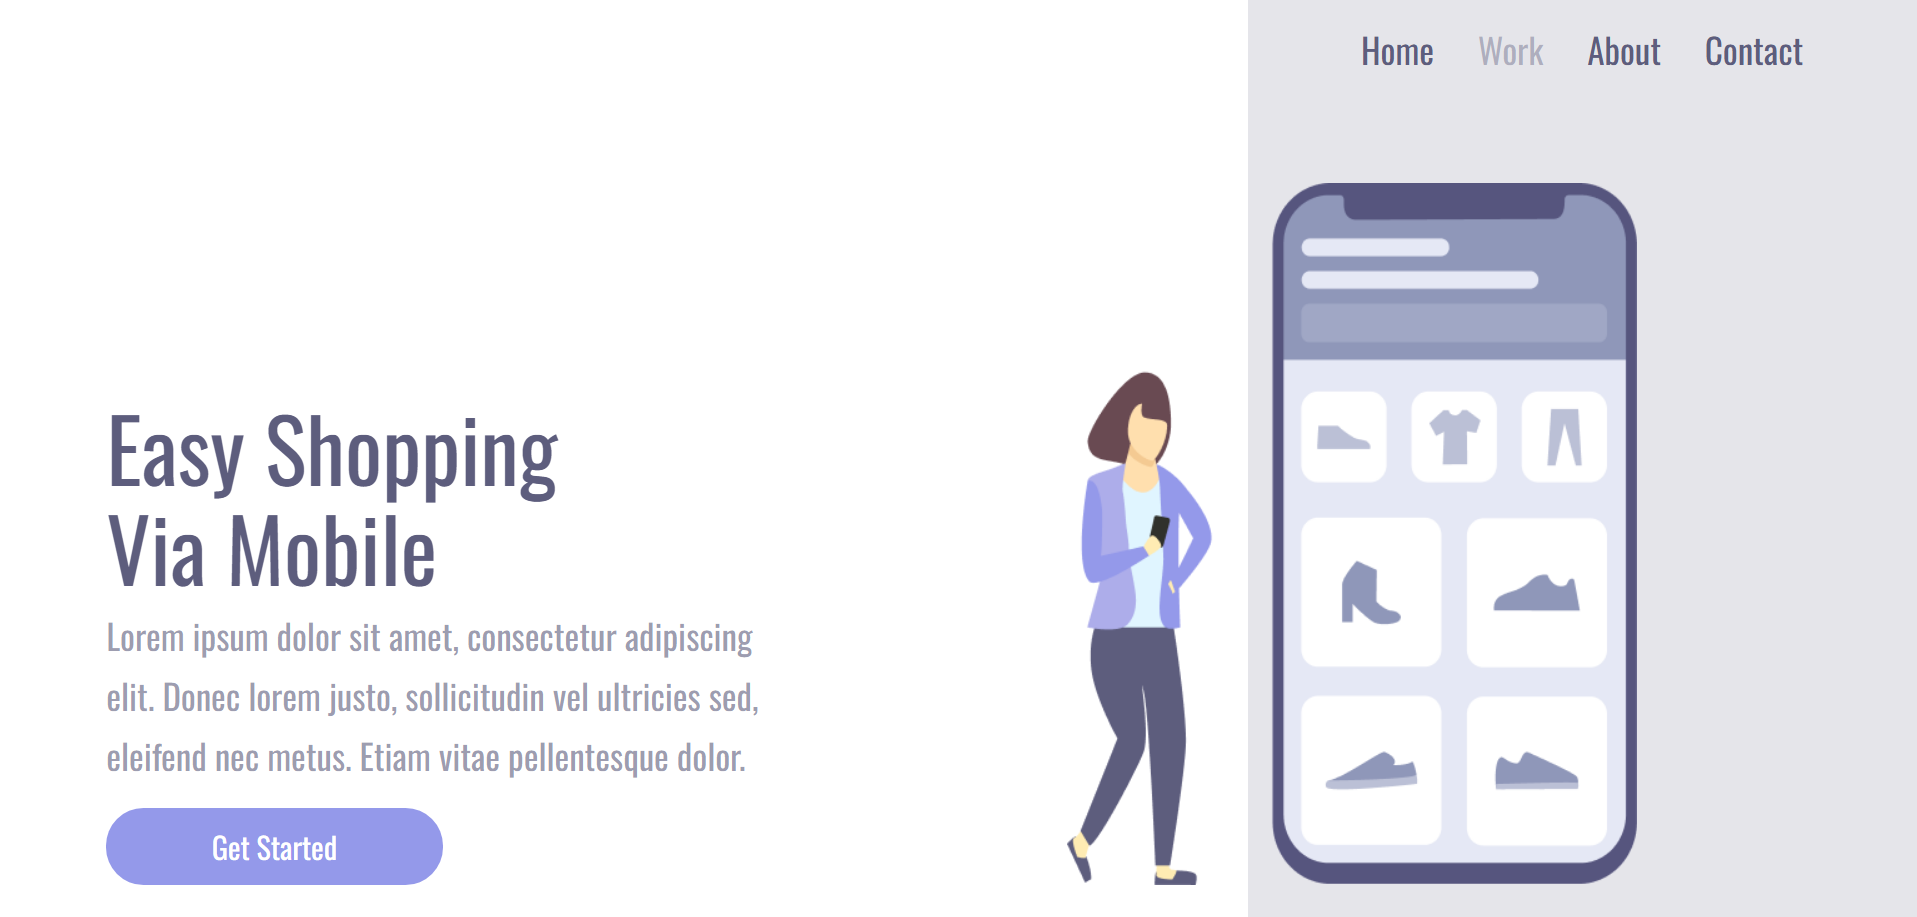 Home Work About Contact
Easy Shopping
Via Mobile
Lorem ipsum dolor sit amet, consectetur adipiscing
elit. Donec lorem justo, sollicitudin vel ultricies sed,
eleifend nec metus. Etiam vitae pellentesque dolor.
Get Started